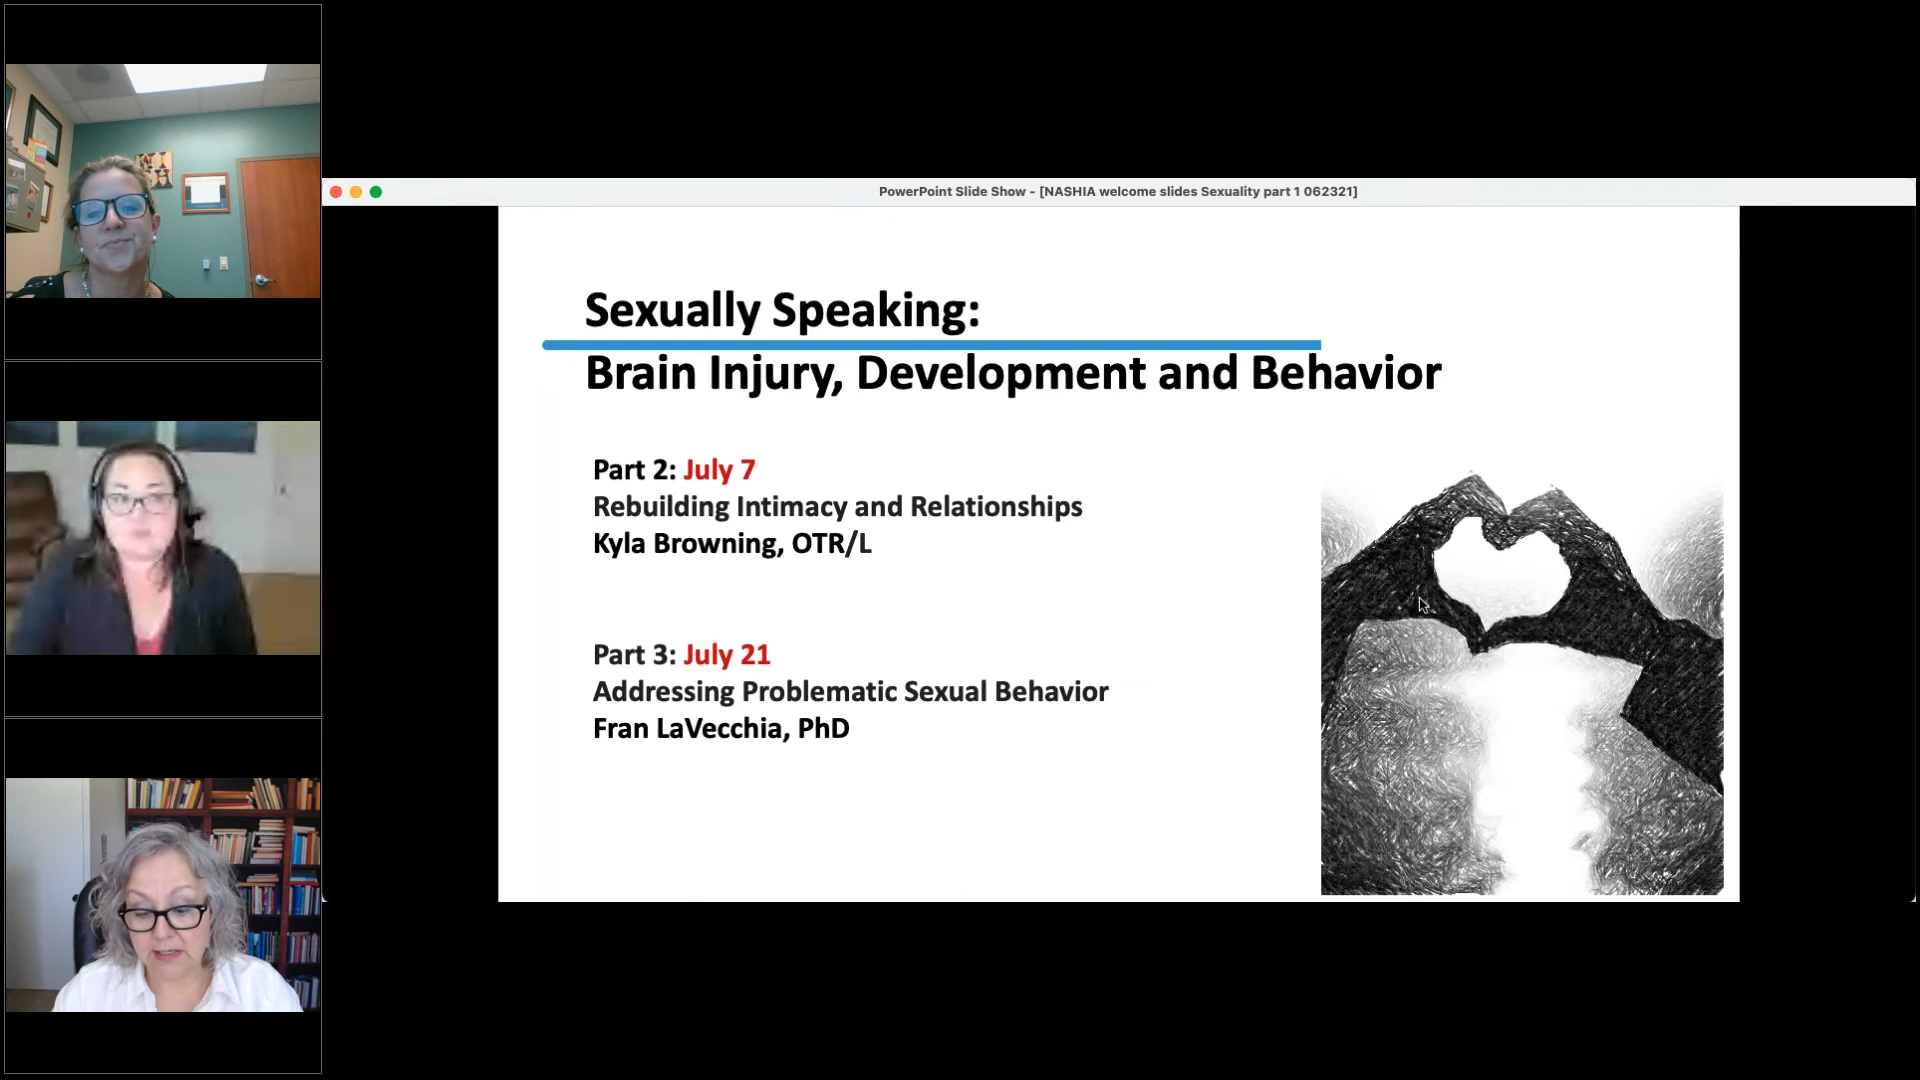 PowerPoint Slide Show - [NASHIA welcome slides Sexuality part 1 062321]
Sexually Speaking:
Brain Injury, Development and Behavior
Part 2: July 7
Rebuilding Intimacy and Relationships
Kyla Browning, OTR/L
Part 3: July 21
Addressing Problematic Sexual Behavior
Fran LaVecchia, PhD